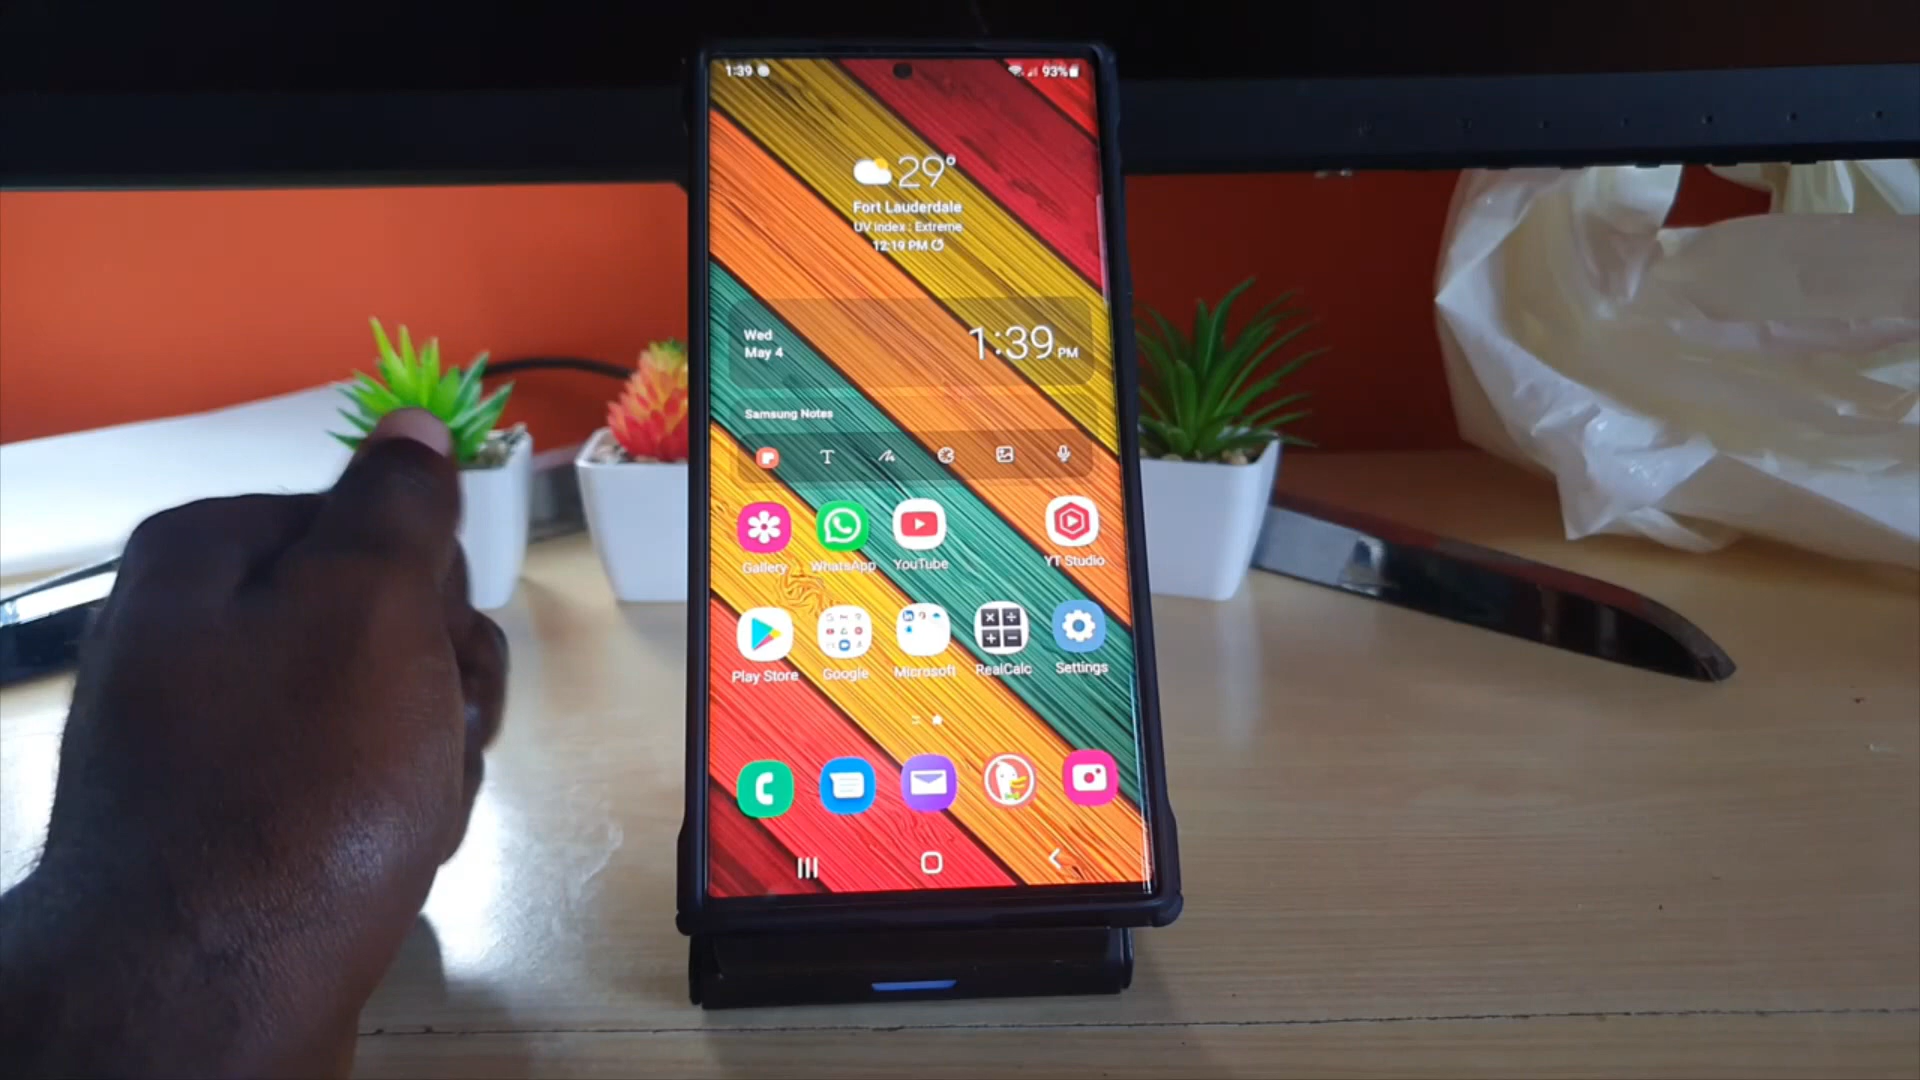 1:39
93%
29°
Fort Lauderdale
UV index : Extreme
12:19 PM
Wed
May 4
1:39 PM
Samsung Notes
Gallery
WhatsApp
YouTube
YT Studio
Play Store
Google
Microsoft
RealCalc
Settings